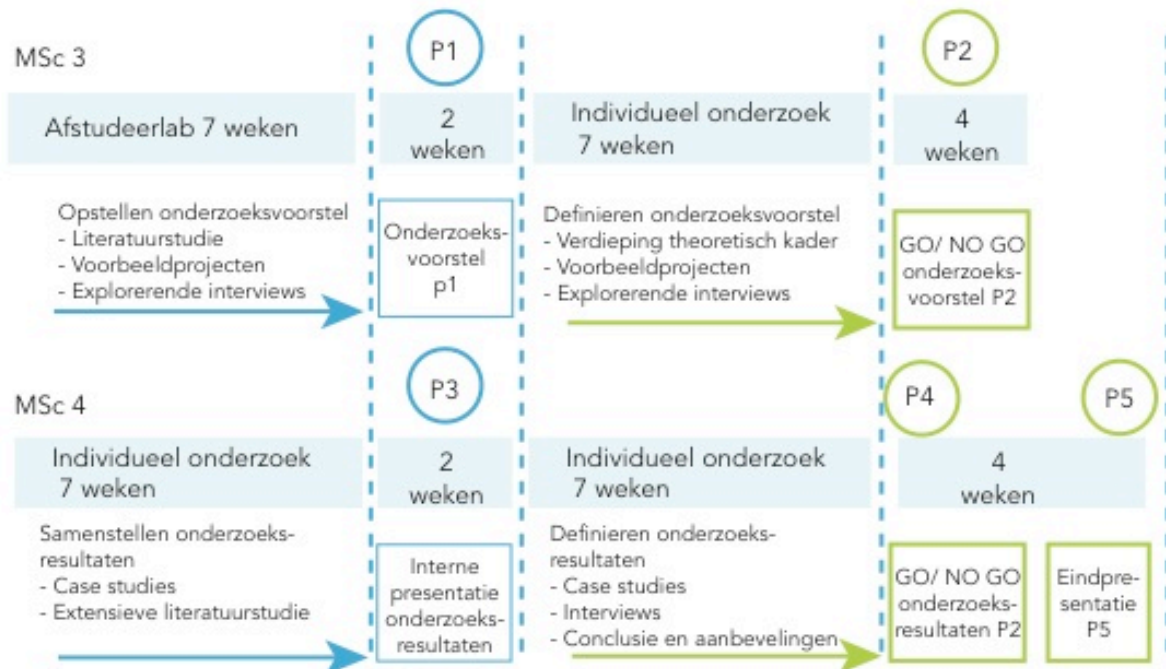 MSc 3
P1
P2
Afstudeerlab 7 weken
2
weken
Individueel onderzoek
7 weken
4
weken
Opstellen onderzoeksvoorstel
- Literatuurstudie
- Voorbeeldprojecten
- Explorerende interviews
Onderzoeks-
voorstel
p1
Definieren onderzoeksvoorstel
- Verdieping theoretisch kader
- Voorbeeldprojecten
- Explorerende interviews
GO/ NO GO
onderzoeks-
voorstel P2
MSc 4
P3
P4
P5
Individueel onderzoek
7 weken
2
weken
Individueel onderzoek
7 weken
4
weken
Samenstellen onderzoeks-
resultaten
- Case studies
- Extensieve literatuurstudie
Interne
presentatie
onderzoeks-
resultaten
Definieren onderzoeks-
resultaten
- Case studies
- Interviews
- Conclusie en aanbevelingen
GO/ NO GO
onderzoeks-
resultaten P2
Eindpre-
sentatie
P5